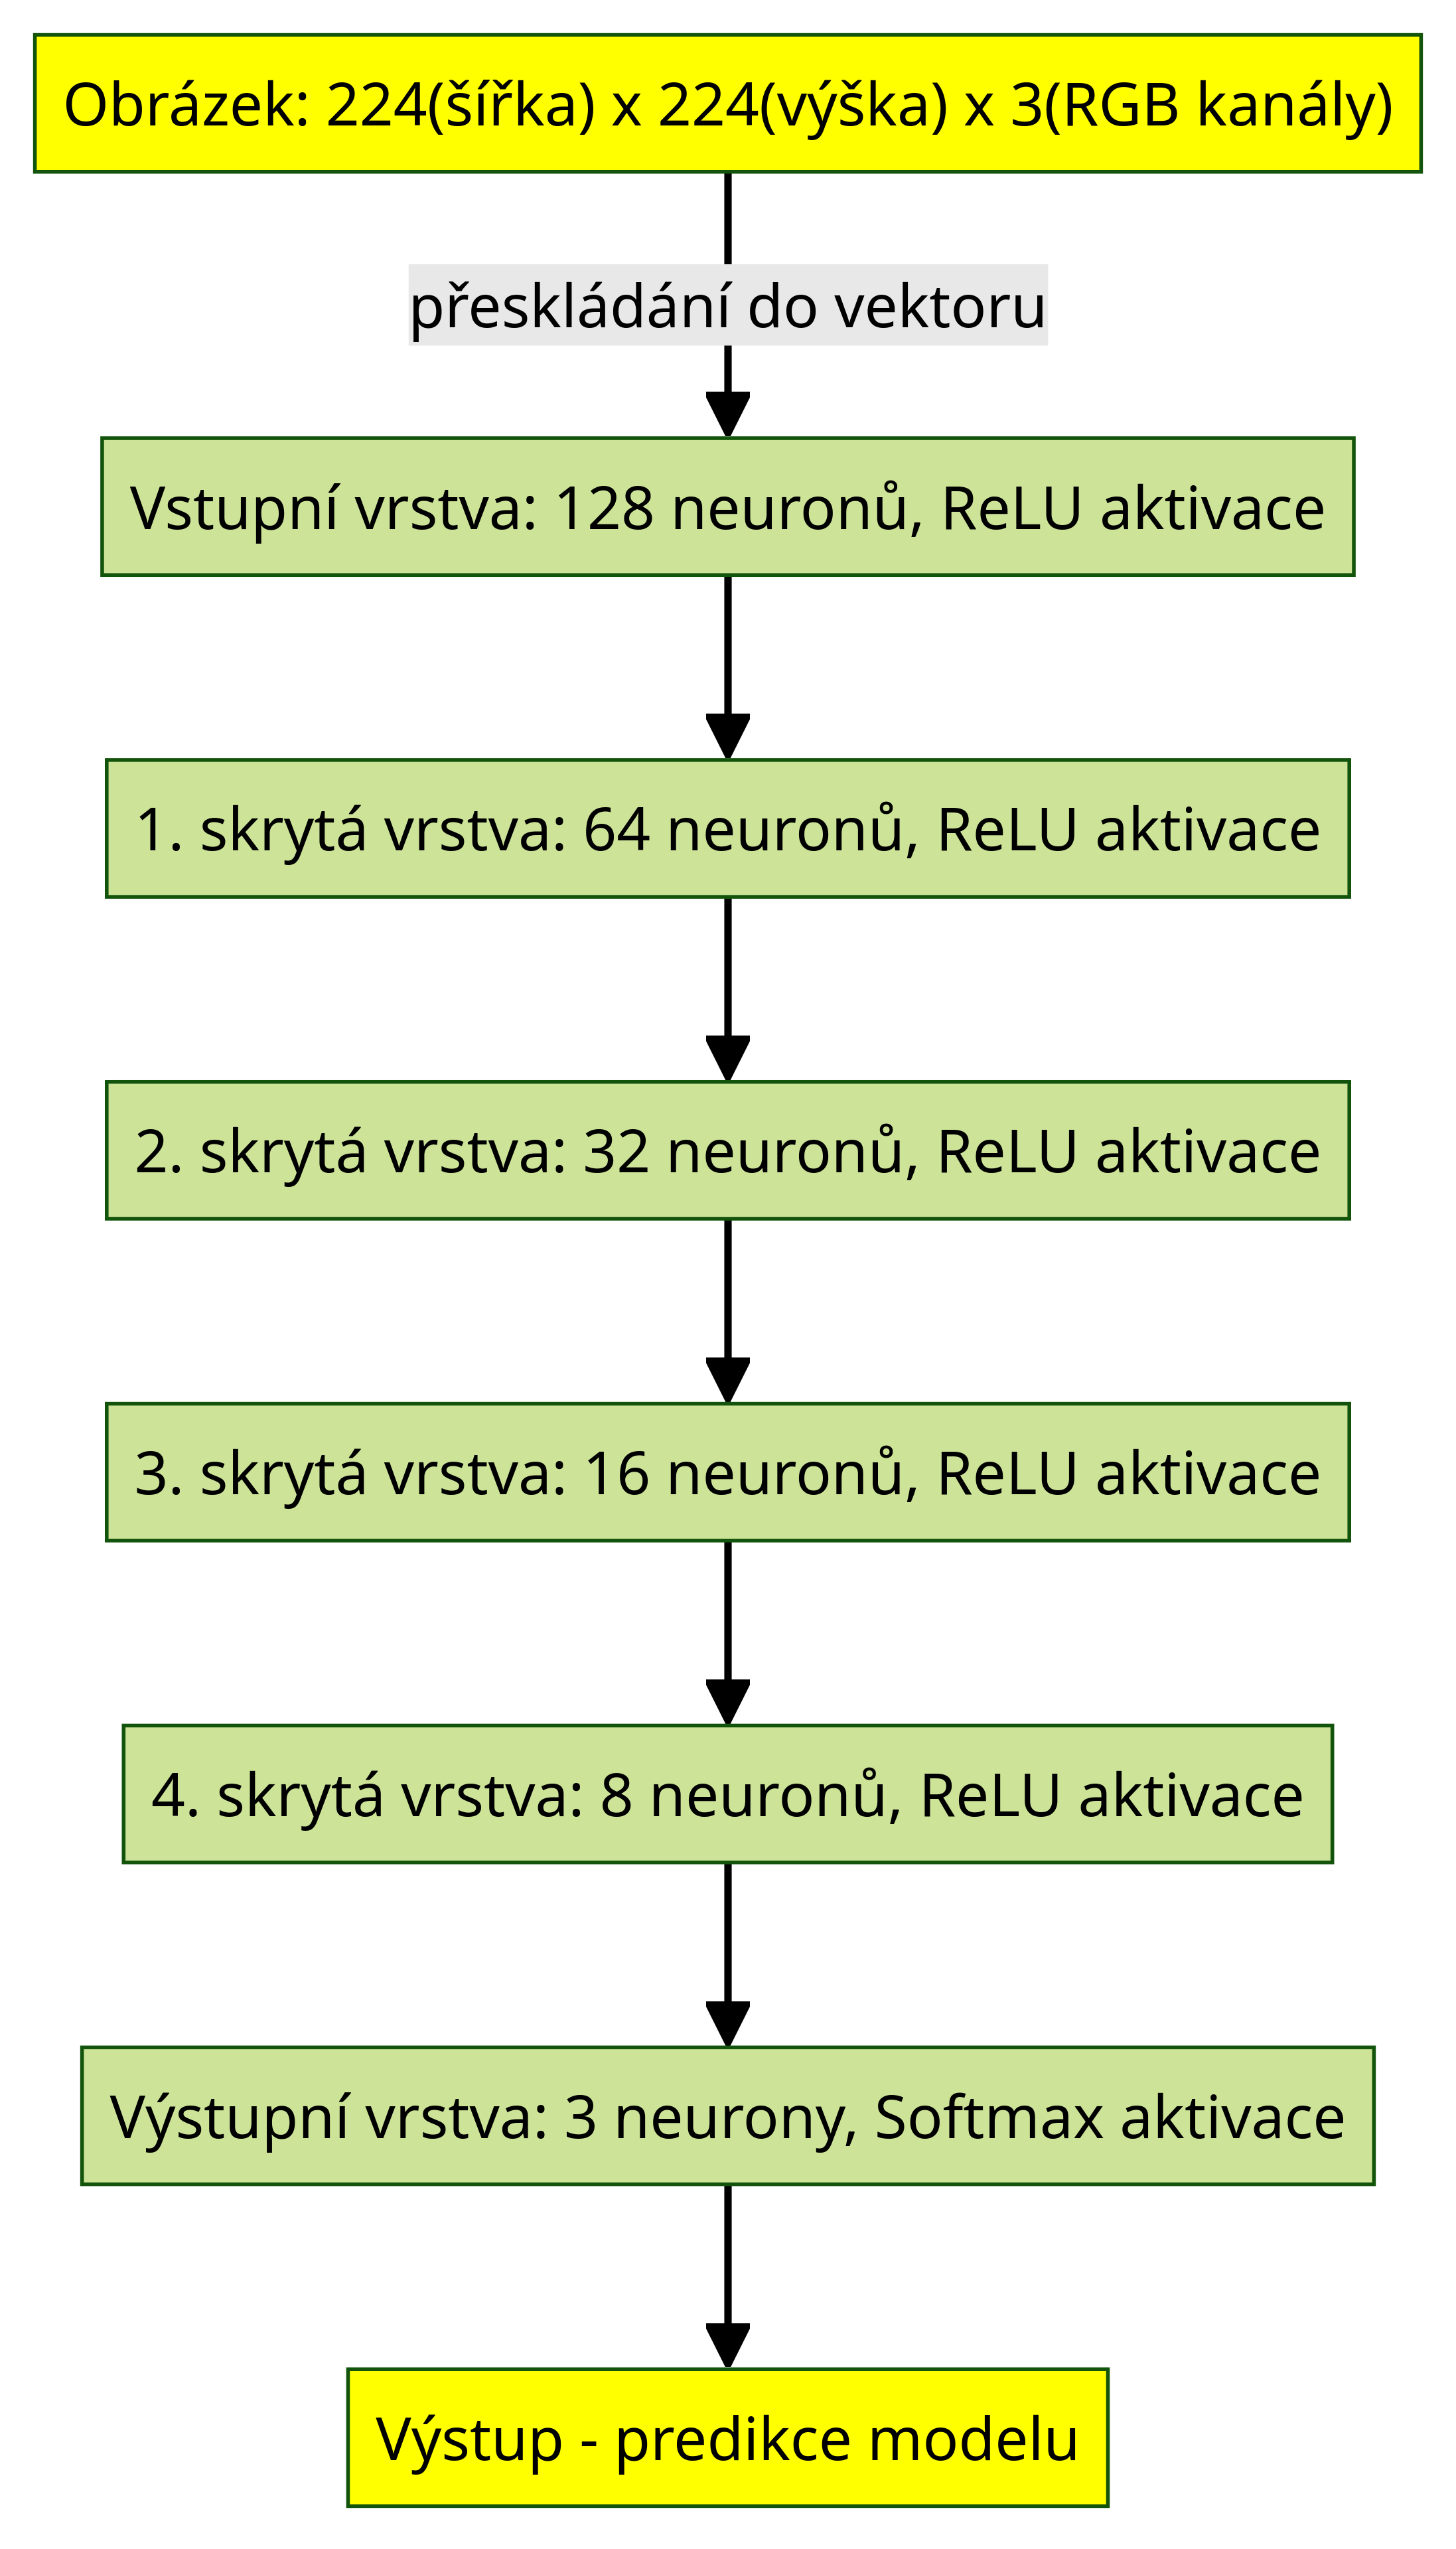 Obrázek: 224(šířka) x 224(výška) x 3(RGB kanály)
přeskládání do vektoru
Vstupní vrstva: 128 neuronů, ReLU aktivace
1. skrytá vrstva: 64 neuronů, ReLU aktivace
2. skrytá vrstva: 32 neuronů, ReLU aktivace
3. skrytá vrstva: 16 neuronů, ReLU aktivace
4. skrytá vrstva: 8 neuronů, ReLU aktivace
Výstupní vrstva: 3 neurony, Softmax aktivace
Výstup - predikce modelu